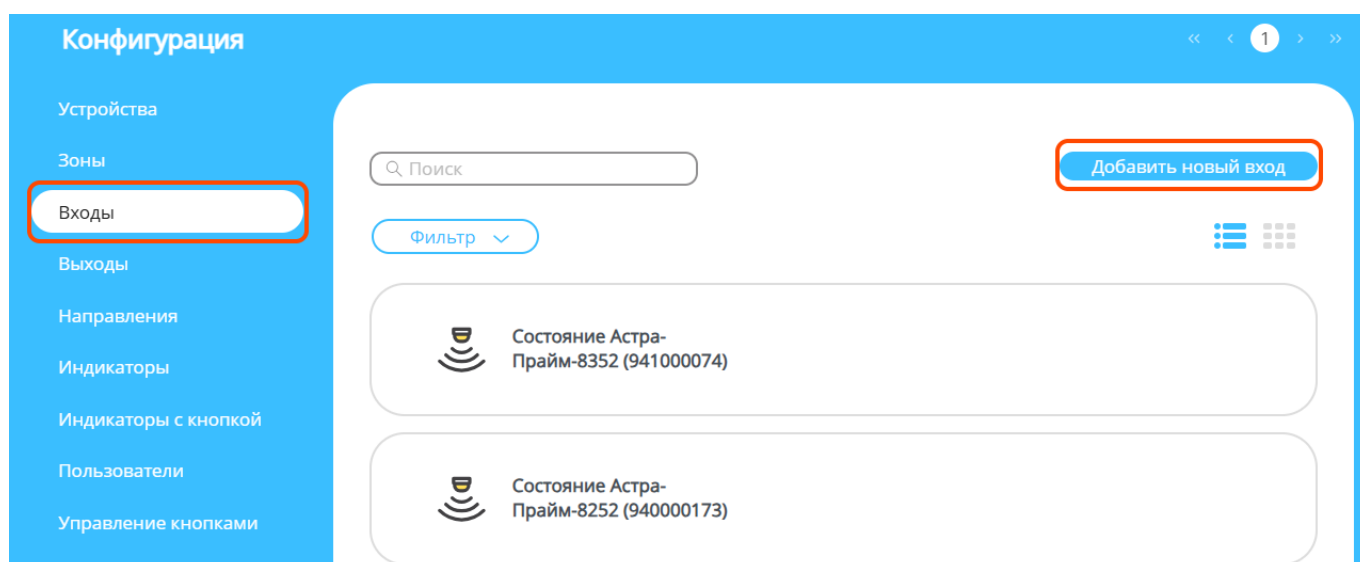 Конфигурация
« ‹ 1 › »
Устройства
Зоны
Входы
Выходы
Направления
Индикаторы
Индикаторы с кнопкой
Пользователи
Управление кнопками
Поиск
Добавить новый вход
Фильтр
Состояние Астра-
Прайм-8352 (941000074)
Состояние Астра-
Прайм-8252 (940000173)